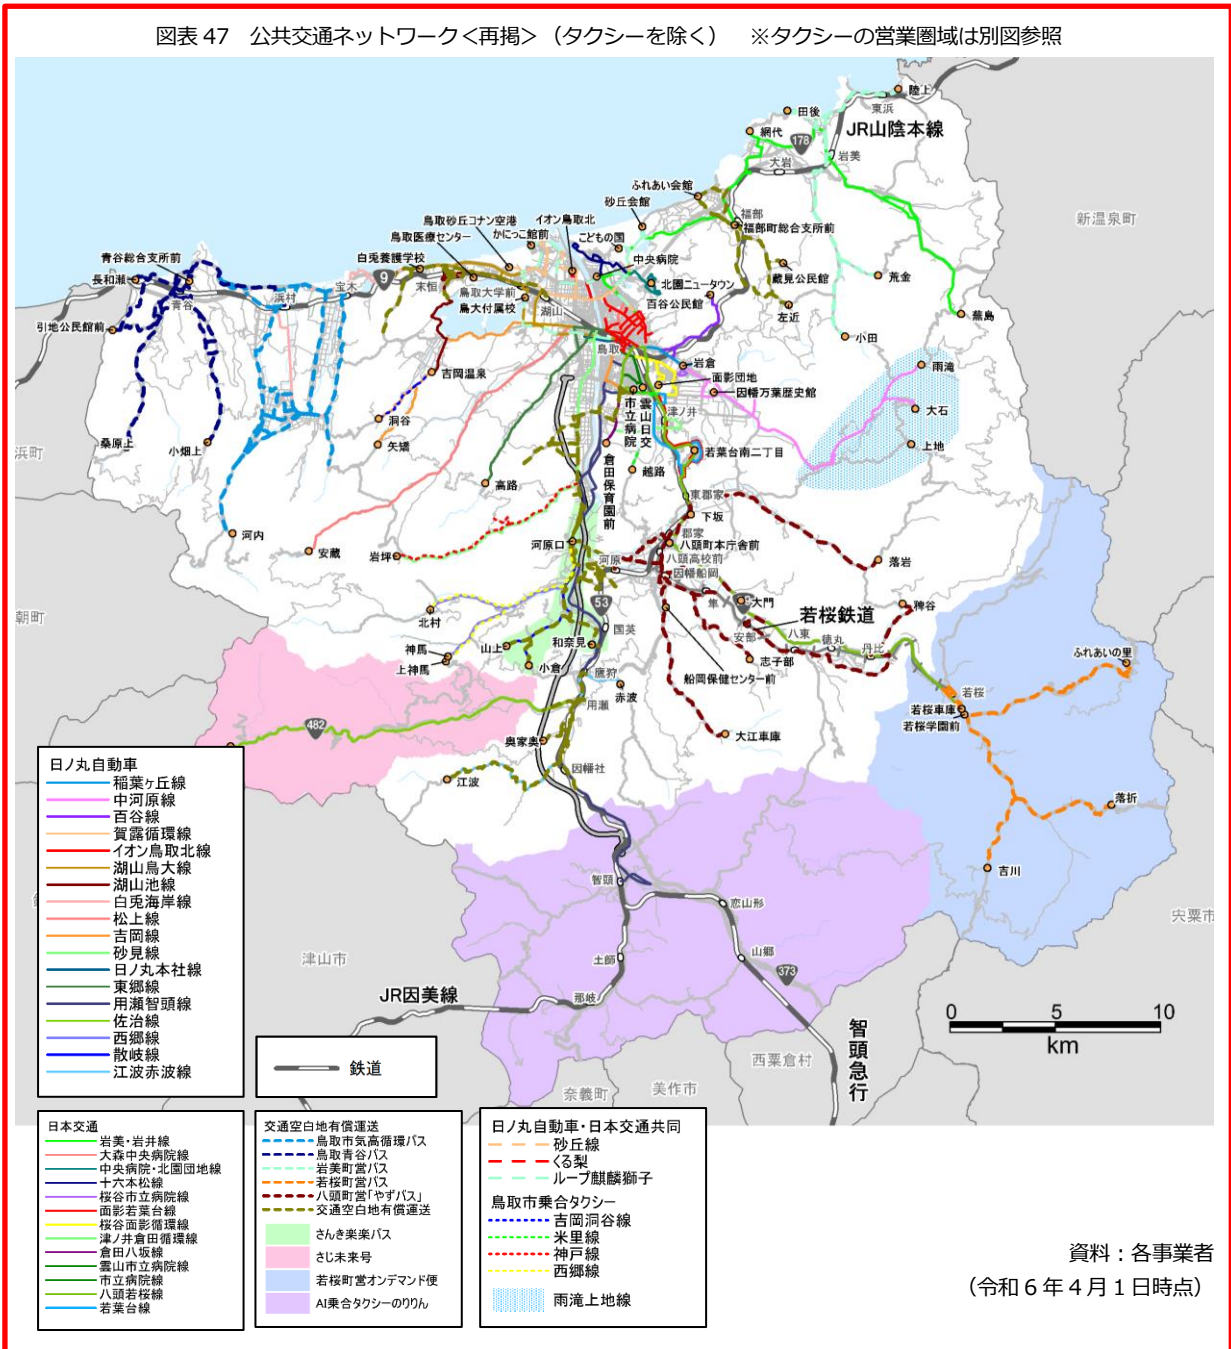 図表 47　公共交通ネットワーク＜再掲＞（タクシーを除く）　※タクシーの営業圏域は別図参照
陸上
東浜
田後
JR山陰本線
網代
178
大岩
岩美
ふれあい会館
砂丘会館
福部
福部町総合支所前
新温泉町
鳥取砂丘コナン空港
イオン鳥取北
かにっこ館前
こどもの国
鳥取医療センター
中央病院
白兎養護学校
青谷総合支所前
白兎
北園ニュータウン
蔵見公館
荒金
長和瀬
9
末恒
宝木
浜村
青谷
鳥取大学前
鳥大付属校
湖山
百谷公民館
左近
蕪島
引地公民館前
小田
鳥取
岩倉
雨滝
吉岡温泉
面影団地
因幡万葉歴史館
大石
洞谷
市立病院
雲山日交
津ノ井
上地
桑原上
小畑上
矢矯
倉田保育園前
若葉台南二丁目
浜町
越路
高路
東郡家
下坂
河内
安蔵
岩坪
河原口
郡家
八頭町本庁舎前
河原
八頭高校前
因幡船岡
落岩
53
隼
大門
若桜鉄道
稗谷
朝町
北村
国英
安部
八東
徳丸
丹比
神馬
上神馬
山上
和奈見
小倉
志子部
船岡保健センター前
ふれあいの里
鷹狩
赤波
若桜
若桜車庫
若桜学園前
用瀬
482
奥家奥
大江車庫
因幡社
江波
落折
吉川
智頭
恋山形
宍粟市
津山市
土師
山郷
373
JR因美線
那岐
智頭急行
0 5 10
km
西粟倉村
美作市
奈義町
日ノ丸自動車
稲葉ヶ丘線
中河原線
百谷線
賀露循環線
イオン鳥取北線
湖山鳥大線
湖山池線
白兎海岸線
松上線
吉岡線
砂見線
日ノ丸本社線
東郷線
用瀬智頭線
佐治線
西郷線
散岐線
江波赤波線
鉄道
日本交通
岩美・岩井線
大森中央病院線
中央病院・北園団地線
十六本松線
桜谷市立病院線
面影若葉台線
桜谷面影循環線
津ノ井倉田循環線
倉田八坂線
雲山市立病院線
市立病院線
八頭若桜線
若葉台線
交通空白地有償運送
鳥取市気高循環バス
鳥取青谷バス
岩美町営バス
若桜町営バス
八頭町営「やずバス」
交通空白地有償運送
さんき楽楽バス
さじ未来号
若桜町営オンデマンド便
AI乗合タクシーのりりん
日ノ丸自動車・日本交通共同
砂丘線
くる梨
ループ麒麟獅子
鳥取市乗合タクシー
吉岡洞谷線
米里線
神戸線
西郷線
雨滝上地線
資料：各事業者
（令和６年４月１日時点）